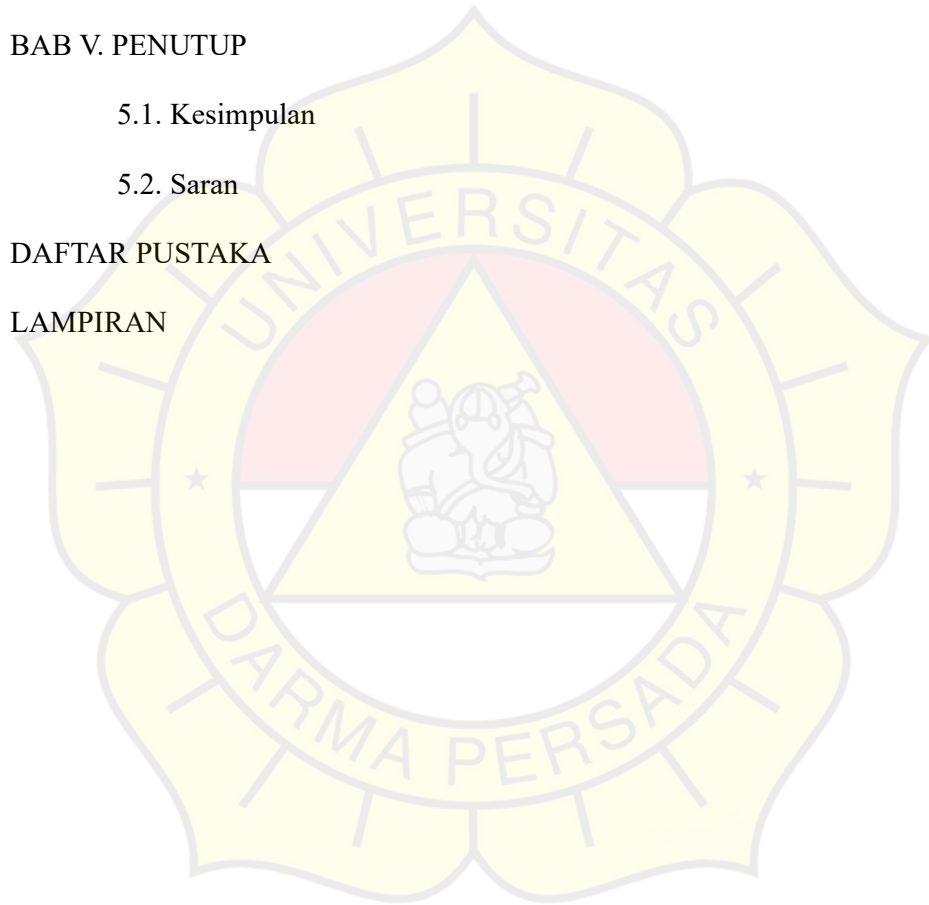 BAB V. PENUTUP
5.1. Kesimpulan
5.2. Saran
DAFTAR PUSTAKA
LAMPIRAN
UNIVERSITAS
DARMA PERSADA